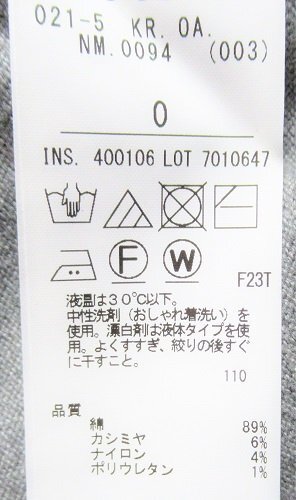 021-5 KR. 0A.
NM.0094 (003)
0
INS. 400106 LOT 7010647
F W
F23T
液温は30℃以下。
中性洗剤（おしゃれ着洗い）を
使用。漂白剤は液体タイプを使
用。よくすすぎ、絞りの後すぐ
に干すこと。
110
品質
綿 89%
カシミヤ 6%
ナイロン 4%
ポリウレタン 1%